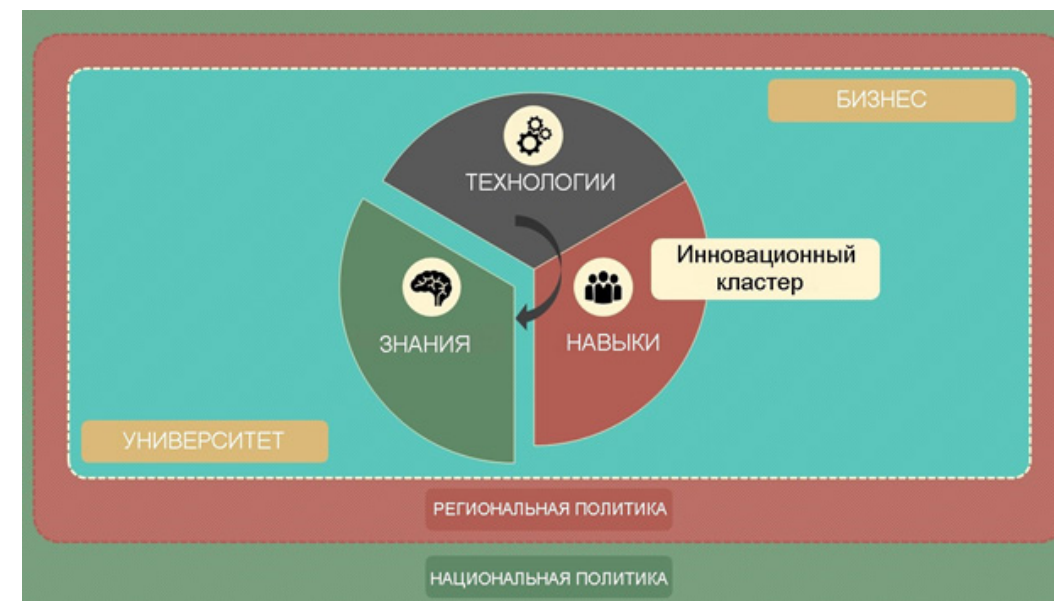 БИЗНЕС
ТЕХНОЛОГИИ
Инновационный
кластер
ЗНАНИЯ
НАВЫКИ
УНИВЕРСИТЕТ
РЕГИОНАЛЬНАЯ ПОЛИТИКА
НАЦИОНАЛЬНАЯ ПОЛИТИКА